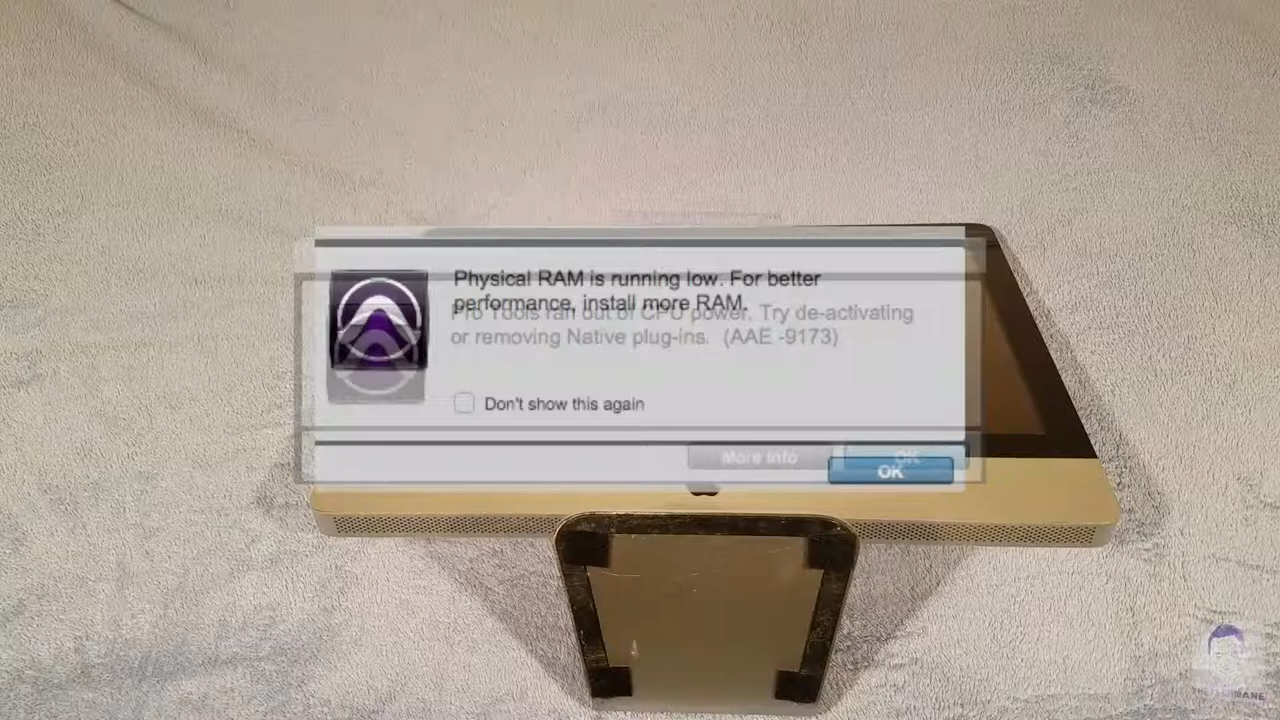 Physical RAM is running low. For better
performance, install more RAM.
Pro Tools ran out of CPU power. Try de-activating
or removing Native plug-ins. (AAE -9173)
Don't show this again
More Info
OK
OK